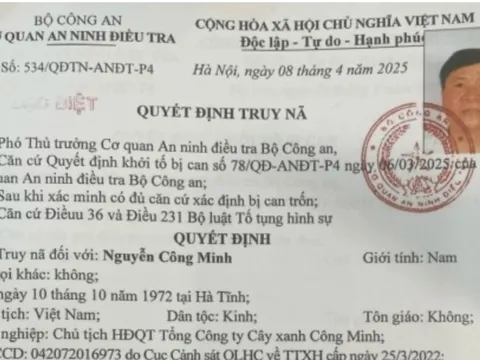 BỘ CÔNG AN
CỘNG HÒA XÃ HỘI CHỦ NGHĨA VIỆT NAM
QUAN AN NINH ĐIỀU TRA
Độc lập - Tự do - Hạnh phúc
Số: 534/QĐTN-ANĐT-P4
Hà Nội, ngày 08 tháng 4 năm 2025
QUYẾT ĐỊNH TRUY NÃ
Phó Thủ trưởng Cơ quan An ninh điều tra Bộ Công an,
Căn cứ Quyết định khởi tố bị can số 78/QĐ-ANĐT-P4 ngày 06/03/2025 của
quan An ninh điều tra Bộ Công an;
Sau khi xác minh có đủ căn cứ xác định bị can trốn;
Căn cứ Điềuu 36 và Điều 231 Bộ luật Tố tụng hình sự
QUYẾT ĐỊNH
Truy nã đối với: Nguyễn Công Minh
Giới tính: Nam
gọi khác: không;
ngày 10 tháng 10 năm 1972 tại Hà Tĩnh;
tịch: Việt Nam;
Dân tộc: Kinh;
Tôn giáo: Không;
nghiệp: Chủ tịch HĐQT Tổng Công ty Cây xanh Công Minh;
CCD: 042072016973 do Cục Cảnh sát QLHC về TTXH cấp ngày 25/3/2022;